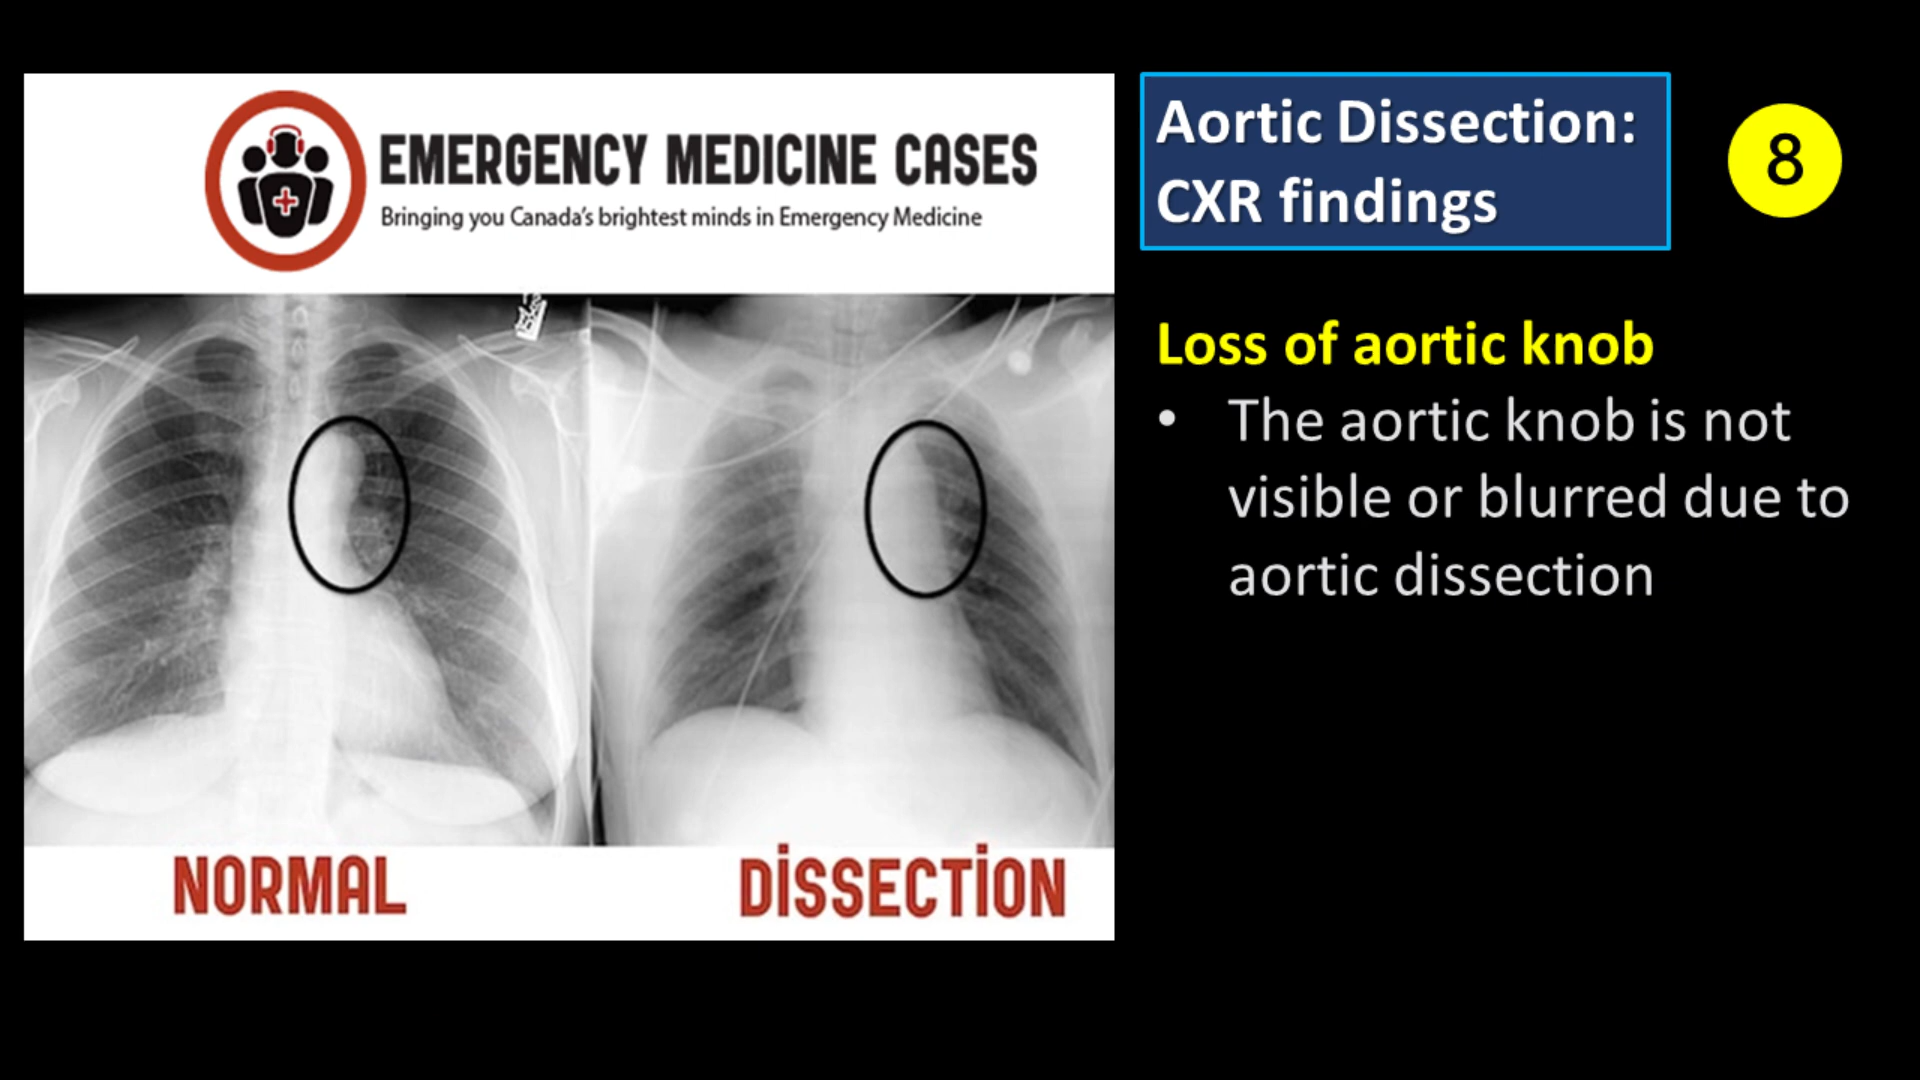 EMERGENCY MEDICINE CASES
Bringing you Canada's brightest minds in Emergency Medicine
NORMAL
DISSECTION
Aortic Dissection:
CXR findings
8
Loss of aortic knob
• The aortic knob is not
visible or blurred due to
aortic dissection